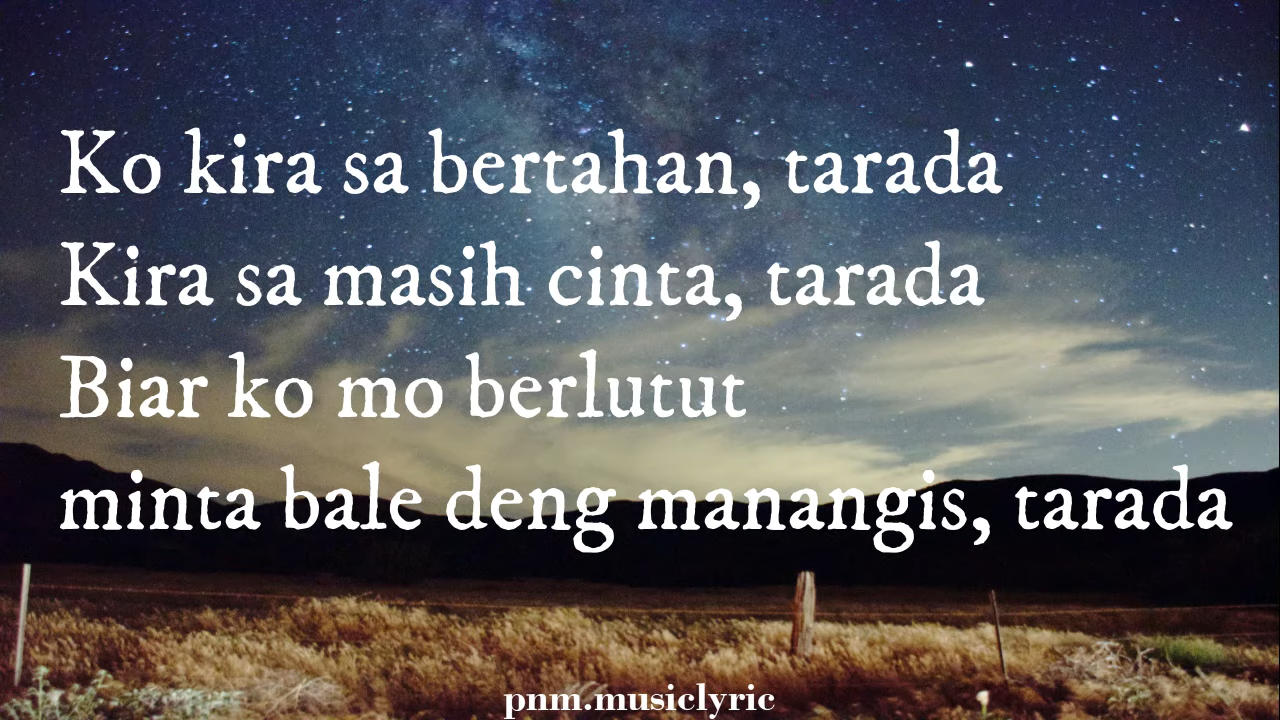 Ko kira sa bertahan, tarada
Kira sa masih cinta, tarada
Biar ko mo berlutut
minta bale deng manangis, tarada
pnm.musiclyric